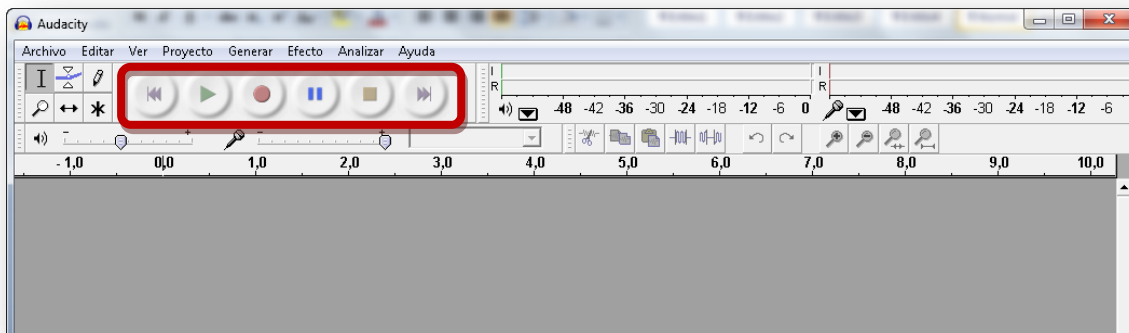 Audacity
Archivo Editar Ver Proyecto Generar Efecto Analizar Ayuda
I I
R R
-48 -42 -36 -30 -24 -18 -12 -6 0 -48 -42 -36 -30 -24 -18 -12 -6
- + - +
- 1,0 0,0 1,0 2,0 3,0 4,0 5,0 6,0 7,0 8,0 9,0 10,0